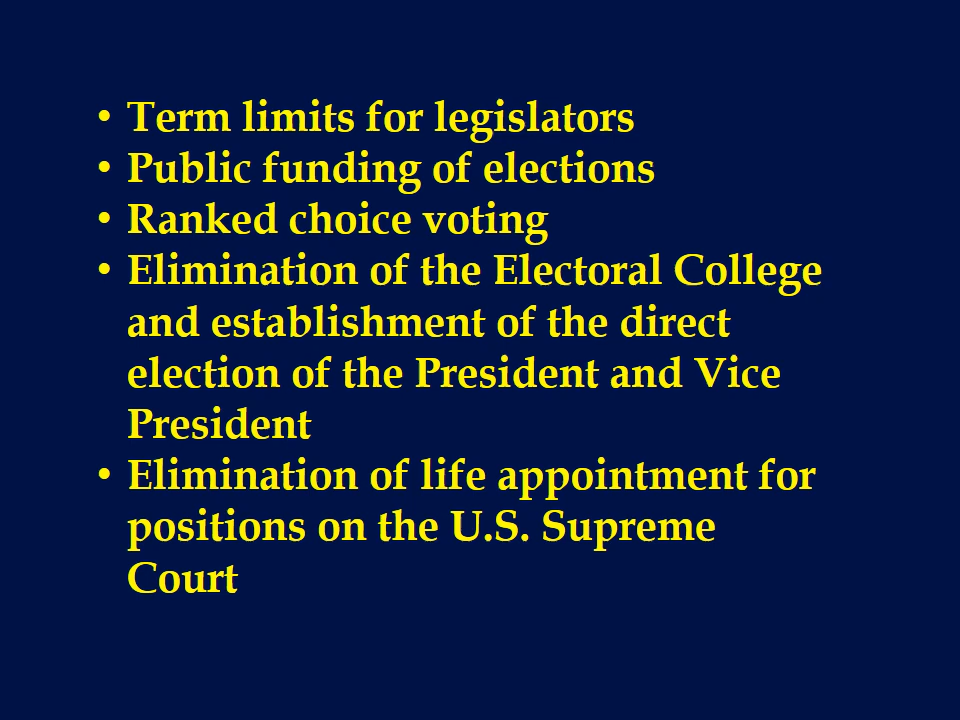 • Term limits for legislators
• Public funding of elections
• Ranked choice voting
• Elimination of the Electoral College
and establishment of the direct
election of the President and Vice
President
• Elimination of life appointment for
positions on the U.S. Supreme
Court